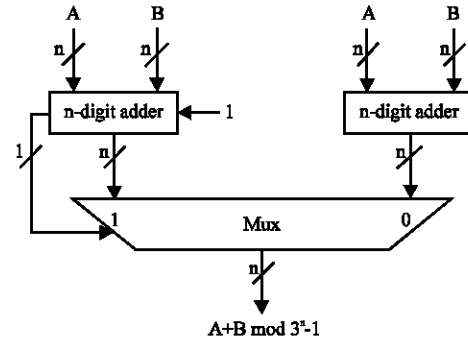 A B A B
n n n n
n-digit adder 1 n-digit adder
1 n n
1 Mux 0
n
A+B mod 3ⁿ-1